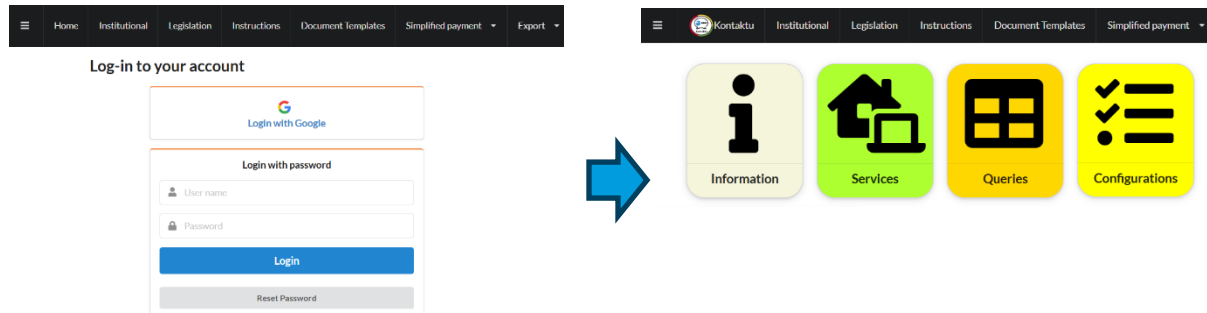 Home Institutional Legislation Instructions Document Templates Simplified payment Export
Log-in to your account
Login with Google
Login with password
User name
Password
Login
Reset Password
Kontaktu Institutional Legislation Instructions Document Templates Simplified payment
Information Services Queries Configurations